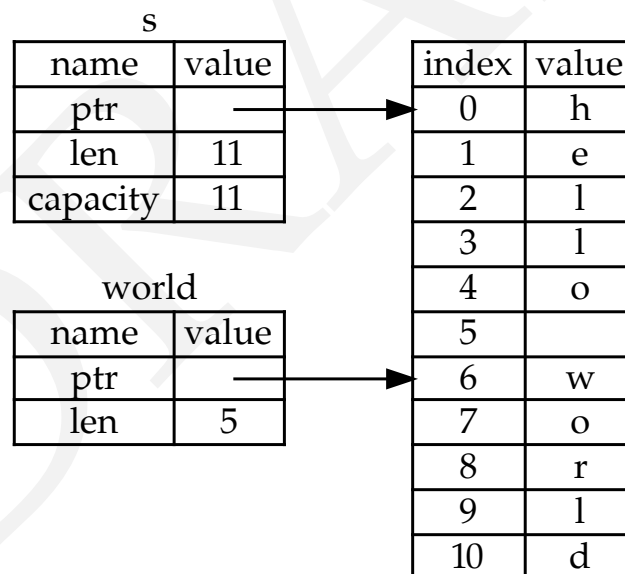 s
name value
ptr
len 11
capacity 11
world
name value
ptr
len 5
index value
0 h
1 e
2 l
3 l
4 o
5
6 w
7 o
8 r
9 l
10 d